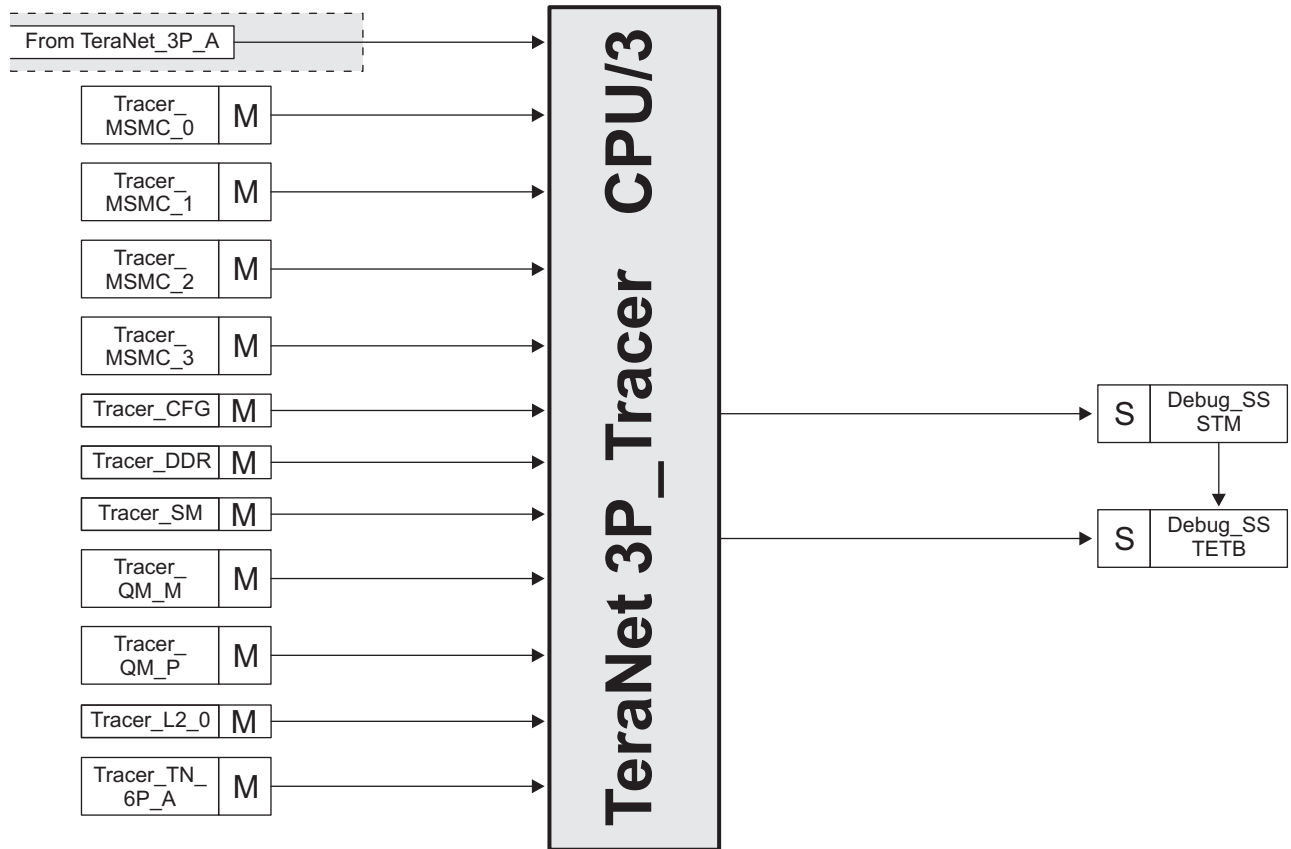 From TeraNet_3P_A
Tracer_
MSMC_0
M
Tracer_
MSMC_1
M
Tracer_
MSMC_2
M
Tracer_
MSMC_3
M
Tracer_CFG
M
Tracer_DDR
M
Tracer_SM
M
Tracer_
QM_M
M
Tracer_
QM_P
M
Tracer_L2_0
M
Tracer_TN_
6P_A
M
TeraNet 3P_Tracer CPU/3
S
Debug_SS
STM
S
Debug_SS
TETB